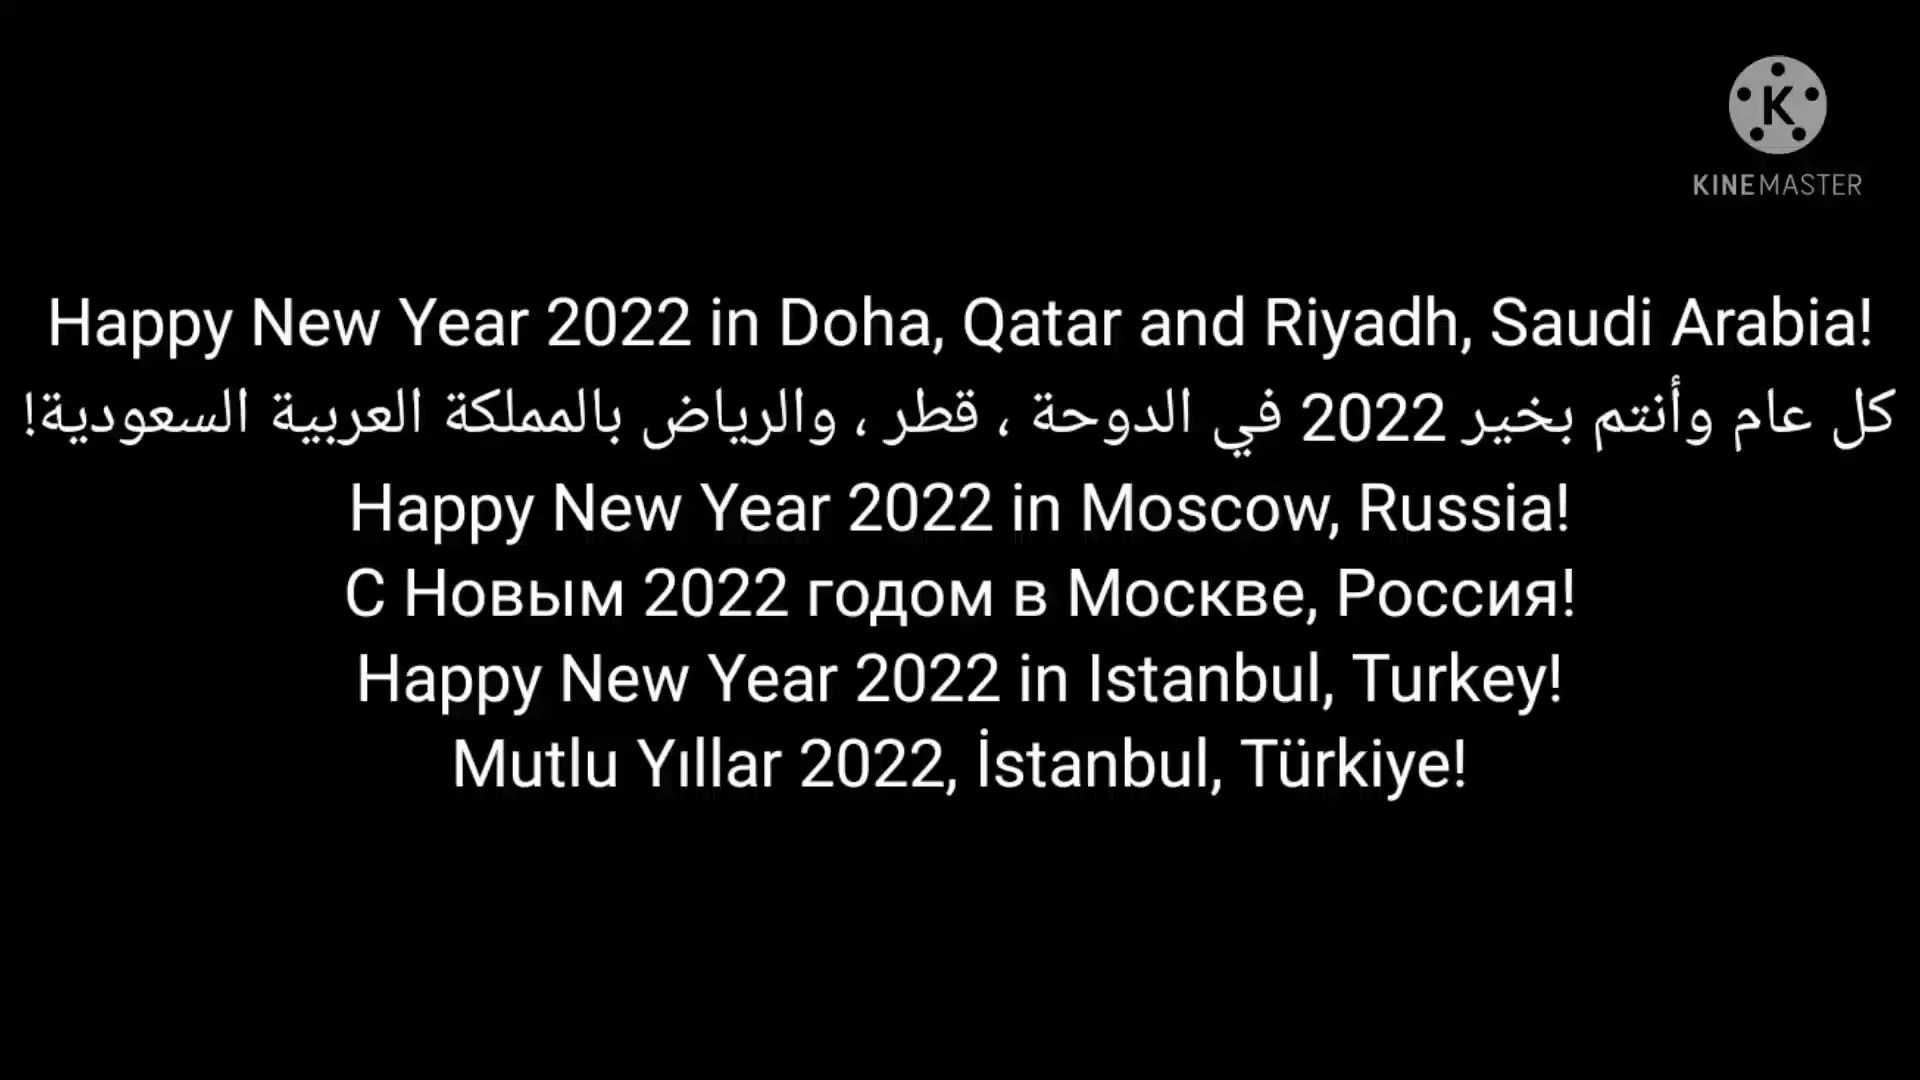 K
KINEMASTER
Happy New Year 2022 in Doha, Qatar and Riyadh, Saudi Arabia!
كل عام وأنتم بخير 2022 في الدوحة ، قطر ، والرياض بالمملكة العربية السعودية!
Happy New Year 2022 in Moscow, Russia!
С Новым 2022 годом в Москве, Россия!
Happy New Year 2022 in Istanbul, Turkey!
Mutlu Yıllar 2022, İstanbul, Türkiye!